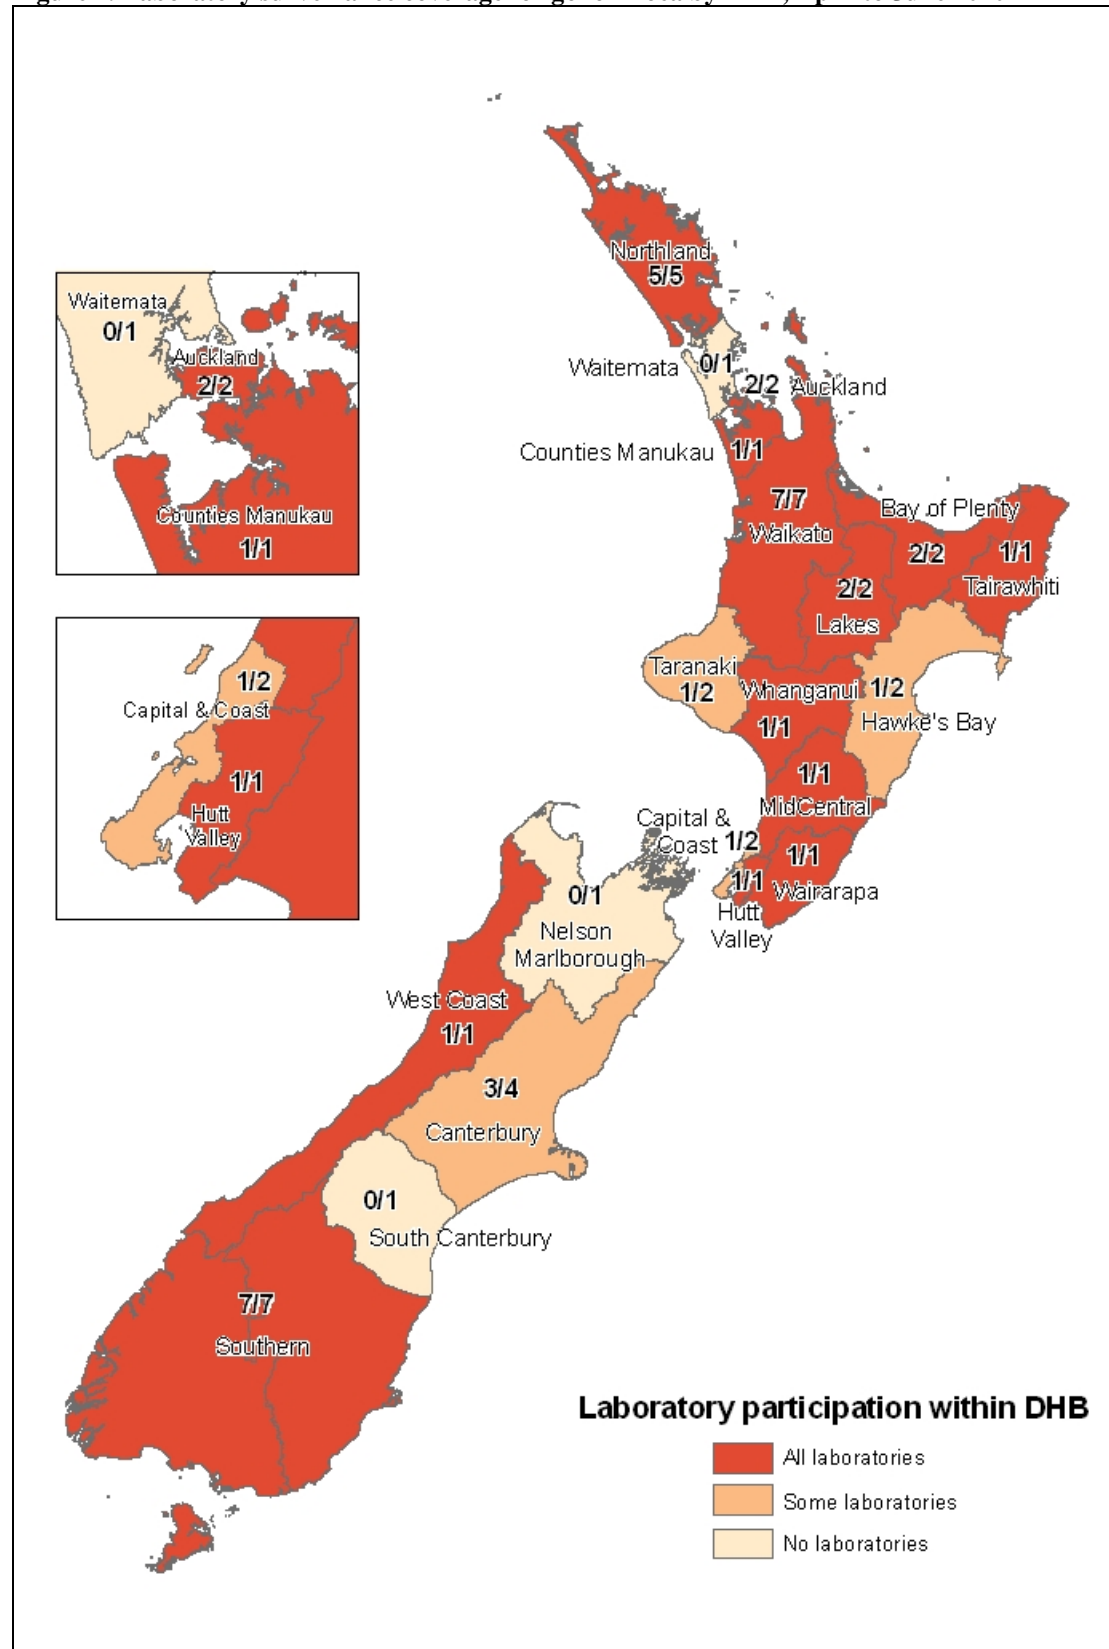 Northland
5/5
Waitemata
0/1
Auckland
2/2
Counties Manukau
1/1
Waitemata
0/1
2/2 Auckland
Counties Manukau
1/1
7/7
Waikato
Bay of Plenty
2/2
1/1
Tairawhiti
2/2
Lakes
Taranaki
1/2
Whanganui
1/1
1/2
Hawke's Bay
1/2
Capital & Coast
1/1
Hutt
Valley
1/1
MidCentral
Capital &
Coast
1/2
1/1
Wairarapa
1/1
Hutt
Valley
0/1
Nelson
Marlborough
West Coast
1/1
3/4
Canterbury
0/1
South Canterbury
7/7
Southern
Laboratory participation within DHB
All laboratories
Some laboratories
No laboratories